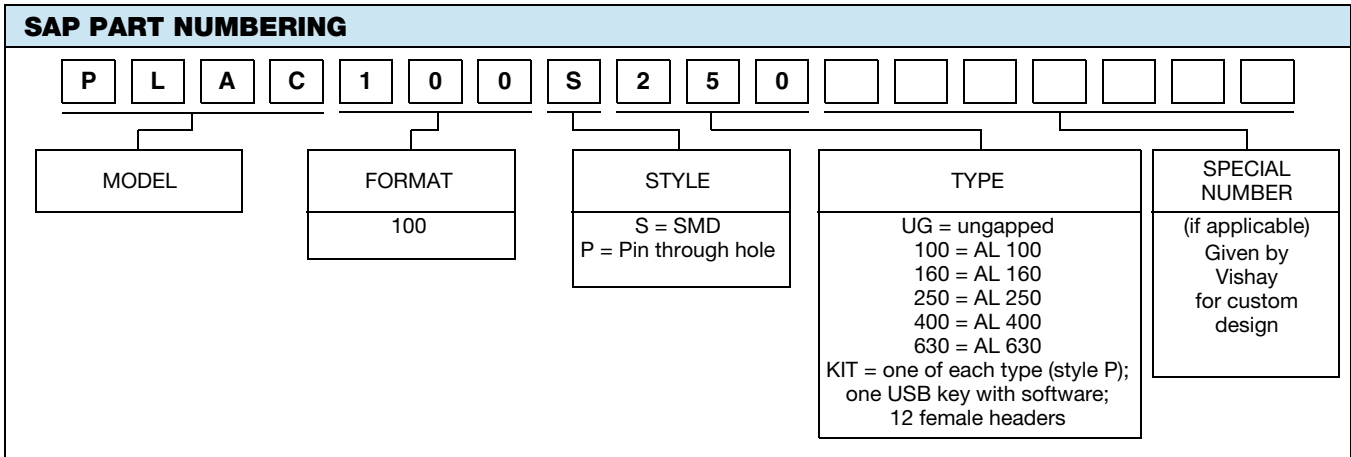 SAP PART NUMBERING
P L A C 1 0 0 S 2 5 0
MODEL
FORMAT
100
STYLE
S = SMD
P = Pin through hole
TYPE
UG = ungapped
100 = AL 100
160 = AL 160
250 = AL 250
400 = AL 400
630 = AL 630
KIT = one of each type (style P);
one USB key with software;
12 female headers
SPECIAL
NUMBER
(if applicable)
Given by
Vishay
for custom
design